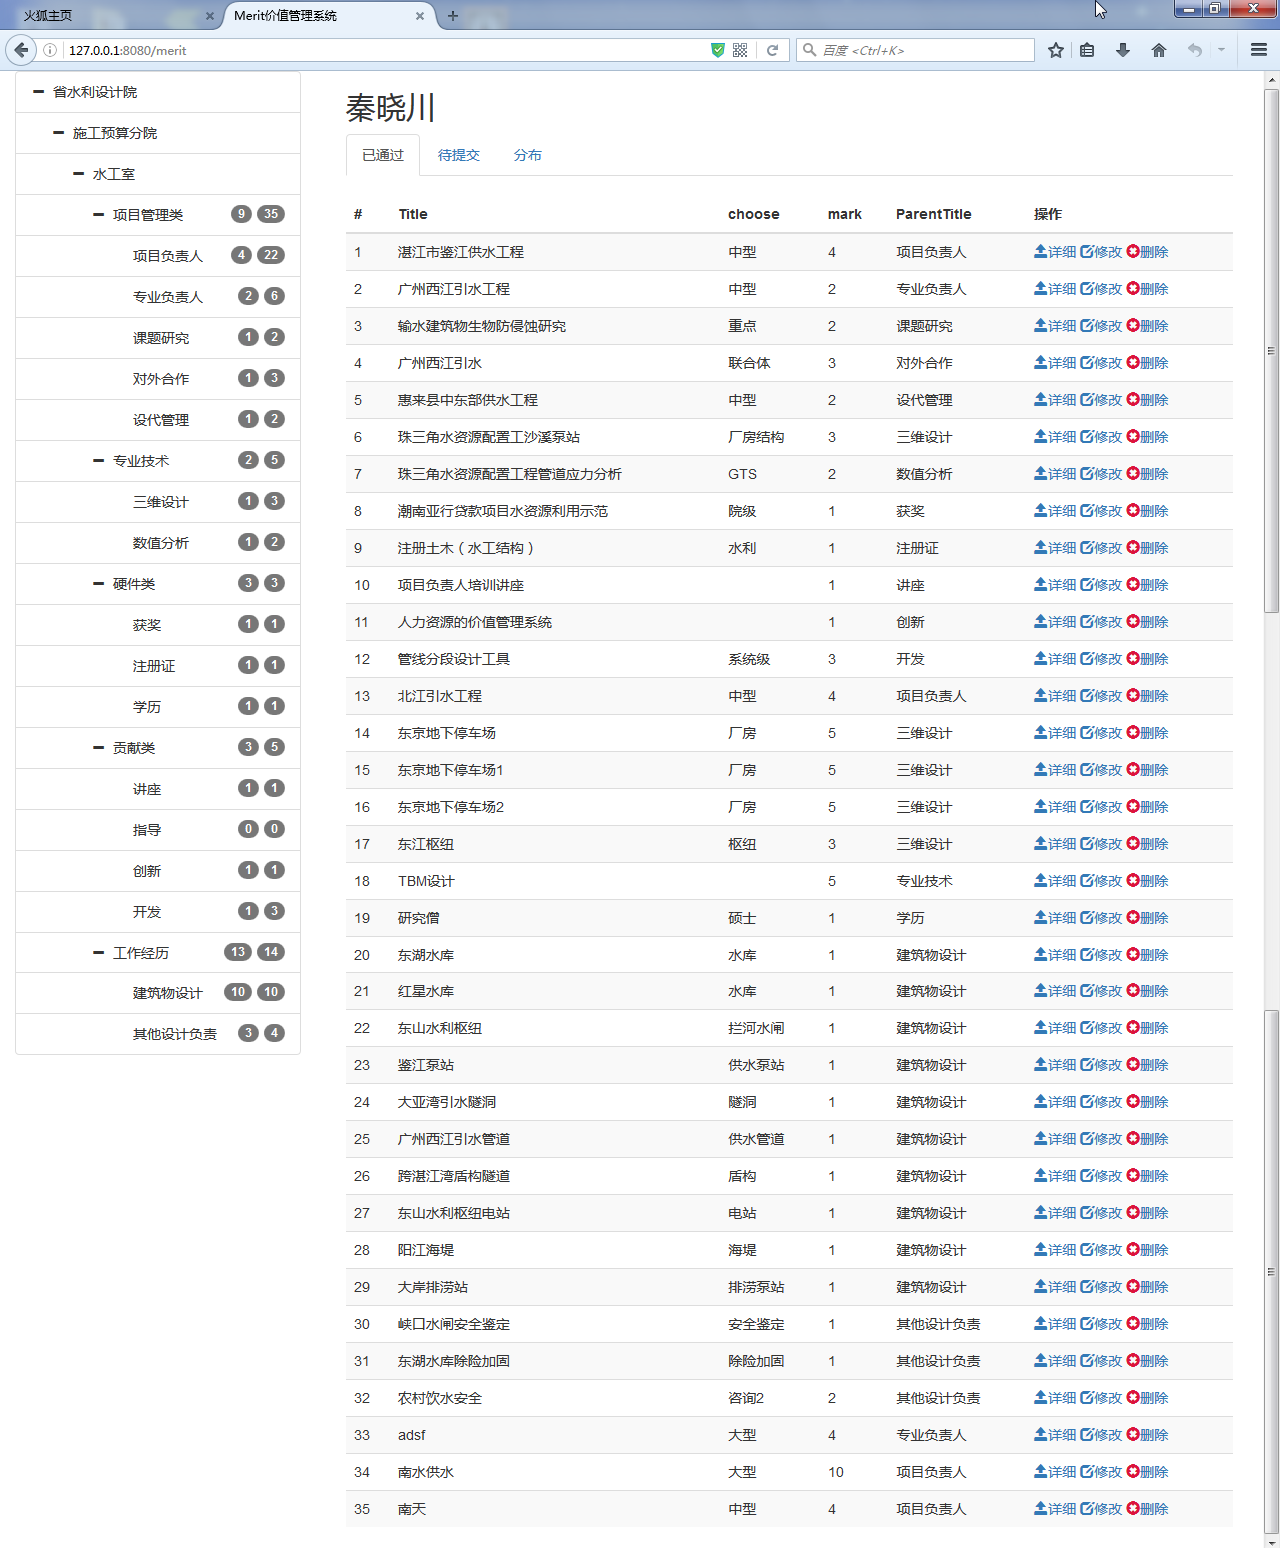 火狐主页
Merit价值管理系统
127.0.0.1:8080/merit
百度 <Ctrl+K>
省水利设计院
施工预算分院
水工室
项目管理类 9 35
项目负责人 4 22
专业负责人 2 6
课题研究 1 2
对外合作 1 3
设代管理 1 2
专业技术 2 5
三维设计 1 3
数值分析 1 2
硬件类 3 3
获奖 1 1
注册证 1 1
学历 1 1
贡献类 3 5
讲座 1 1
指导 0 0
创新 1 1
开发 1 3
工作经历 13 14
建筑物设计 10 10
其他设计负责 3 4
秦晓川
已通过 待提交 分布
# Title choose mark ParentTitle 操作
1 湛江市鉴江供水工程 中型 4 项目负责人 详细 修改 删除
2 广州西江引水工程 中型 2 专业负责人 详细 修改 删除
3 输水建筑物生物防侵蚀研究 重点 2 课题研究 详细 修改 删除
4 广州西江引水 联合体 3 对外合作 详细 修改 删除
5 惠来县中东部供水工程 中型 2 设代管理 详细 修改 删除
6 珠三角水资源配置工沙溪泵站 厂房结构 3 三维设计 详细 修改 删除
7 珠三角水资源配置工程管道应力分析 GTS 2 数值分析 详细 修改 删除
8 潮南亚行贷款项目水资源利用示范 院级 1 获奖 详细 修改 删除
9 注册土木（水工结构） 水利 1 注册证 详细 修改 删除
10 项目负责人培训讲座 1 讲座 详细 修改 删除
11 人力资源的价值管理系统 1 创新 详细 修改 删除
12 管线分段设计工具 系统级 3 开发 详细 修改 删除
13 北江引水工程 中型 4 项目负责人 详细 修改 删除
14 东京地下停车场 厂房 5 三维设计 详细 修改 删除
15 东京地下停车场1 厂房 5 三维设计 详细 修改 删除
16 东京地下停车场2 厂房 5 三维设计 详细 修改 删除
17 东江枢纽 枢纽 3 三维设计 详细 修改 删除
18 TBM设计 5 专业技术 详细 修改 删除
19 研究僧 硕士 1 学历 详细 修改 删除
20 东湖水库 水库 1 建筑物设计 详细 修改 删除
21 红星水库 水库 1 建筑物设计 详细 修改 删除
22 东山水利枢纽 拦河水闸 1 建筑物设计 详细 修改 删除
23 鉴江泵站 供水泵站 1 建筑物设计 详细 修改 删除
24 大亚湾引水隧洞 隧洞 1 建筑物设计 详细 修改 删除
25 广州西江引水管道 供水管道 1 建筑物设计 详细 修改 删除
26 跨湛江湾盾构隧道 盾构 1 建筑物设计 详细 修改 删除
27 东山水利枢纽电站 电站 1 建筑物设计 详细 修改 删除
28 阳江海堤 海堤 1 建筑物设计 详细 修改 删除
29 大岸排涝站 排涝泵站 1 建筑物设计 详细 修改 删除
30 峡口水闸安全鉴定 安全鉴定 1 其他设计负责 详细 修改 删除
31 东湖水库除险加固 除险加固 1 其他设计负责 详细 修改 删除
32 农村饮水安全 咨询2 2 其他设计负责 详细 修改 删除
33 adsf 大型 4 专业负责人 详细 修改 删除
34 南水供水 大型 10 项目负责人 详细 修改 删除
35 南天 中型 4 项目负责人 详细 修改 删除